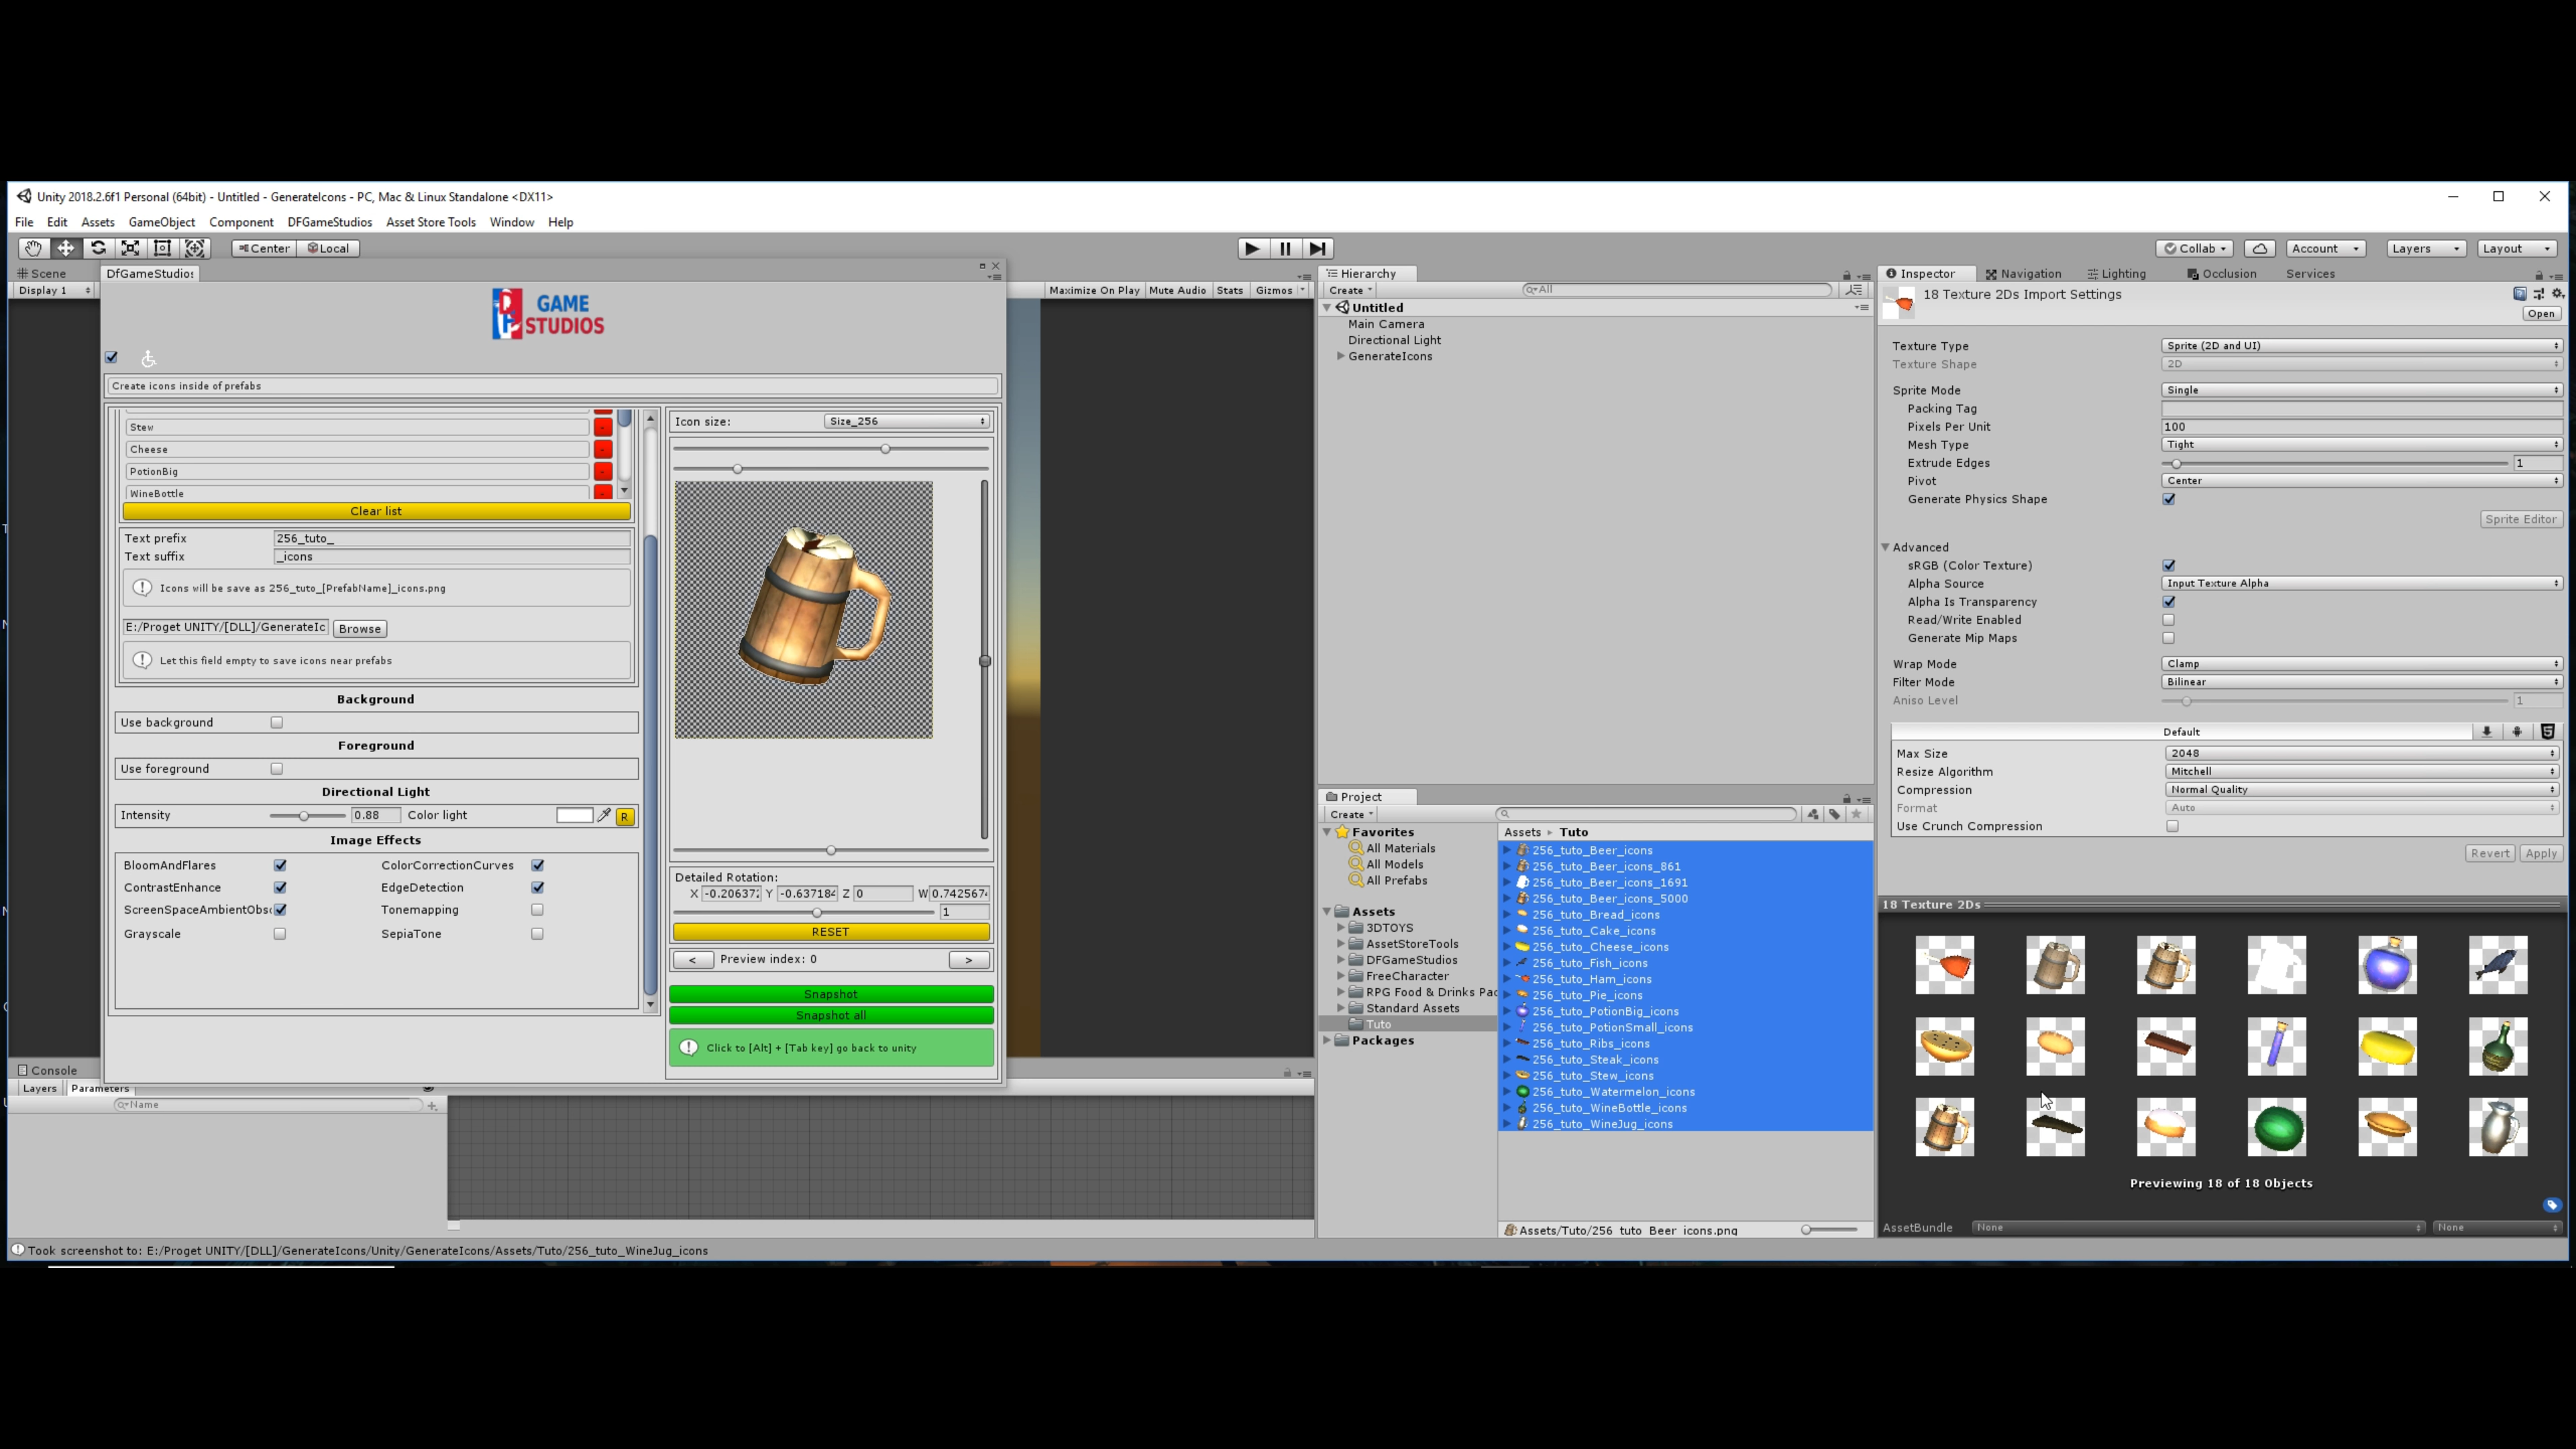 Unity 2018.2.6f1 Personal (64bit) - Untitled - GenerateIcons - PC, Mac & Linux Standalone <DX11>
File Edit Assets GameObject Component DFGameStudios Asset Store Tools Window Help
Center Local
Collab Account Layers Layout
Scene
Display 1
DfGameStudios
GAME
STUDIOS
Create icons inside of prefabs
Stew
Cheese
PotionBig
WineBottle
Clear list
Text prefix 256_tuto_
Text suffix _icons
Icons will be save as 256_tuto_[PrefabName]_icons.png
E:/Proget UNITY/[DLL]/GenerateIc Browse
Let this field empty to save icons near prefabs
Background
Use background
Foreground
Use foreground
Directional Light
Intensity 0.88 Color light R
Image Effects
BloomAndFlares ColorCorrectionCurves
ContrastEnhance EdgeDetection
ScreenSpaceAmbientObs Tonemapping
Grayscale SepiaTone
Icon size: Size_256
Detailed Rotation:
X -0.20637 Y -0.637184 Z 0 W 0.742567
1
RESET
< Preview index: 0 >
Snapshot
Snapshot all
Click to [Alt] + [Tab key] go back to unity
Maximize On Play Mute Audio Stats Gizmos
Console
Layers Parameters
Name
Hierarchy
Create All
Untitled
Main Camera
Directional Light
GenerateIcons
Project
Create
Favorites
All Materials
All Models
All Prefabs
Assets
3DTOYS
AssetStoreTools
DFGameStudios
FreeCharacter
RPG Food & Drinks Pac
Standard Assets
Tuto
Packages
Assets Tuto
256_tuto_Beer_icons
256_tuto_Beer_icons_861
256_tuto_Beer_icons_1691
256_tuto_Beer_icons_5000
256_tuto_Bread_icons
256_tuto_Cake_icons
256_tuto_Cheese_icons
256_tuto_Fish_icons
256_tuto_Ham_icons
256_tuto_Pie_icons
256_tuto_PotionBig_icons
256_tuto_PotionSmall_icons
256_tuto_Ribs_icons
256_tuto_Steak_icons
256_tuto_Stew_icons
256_tuto_Watermelon_icons
256_tuto_WineBottle_icons
256_tuto_WineJug_icons
Assets/Tuto/256_tuto_Beer_icons.png
Inspector Navigation Lighting Occlusion Services
18 Texture 2Ds Import Settings
Open
Texture Type Sprite (2D and UI)
Texture Shape 2D
Sprite Mode Single
Packing Tag
Pixels Per Unit 100
Mesh Type Tight
Extrude Edges 1
Pivot Center
Generate Physics Shape
Sprite Editor
Advanced
sRGB (Color Texture)
Alpha Source Input Texture Alpha
Alpha Is Transparency
Read/Write Enabled
Generate Mip Maps
Wrap Mode Clamp
Filter Mode Bilinear
Aniso Level 1
Default
Max Size 2048
Resize Algorithm Mitchell
Compression Normal Quality
Format Auto
Use Crunch Compression
Revert Apply
18 Texture 2Ds
Previewing 18 of 18 Objects
AssetBundle None None
Took screenshot to: E:/Proget UNITY/[DLL]/GenerateIcons/Unity/GenerateIcons/Assets/Tuto/256_tuto_WineJug_icons